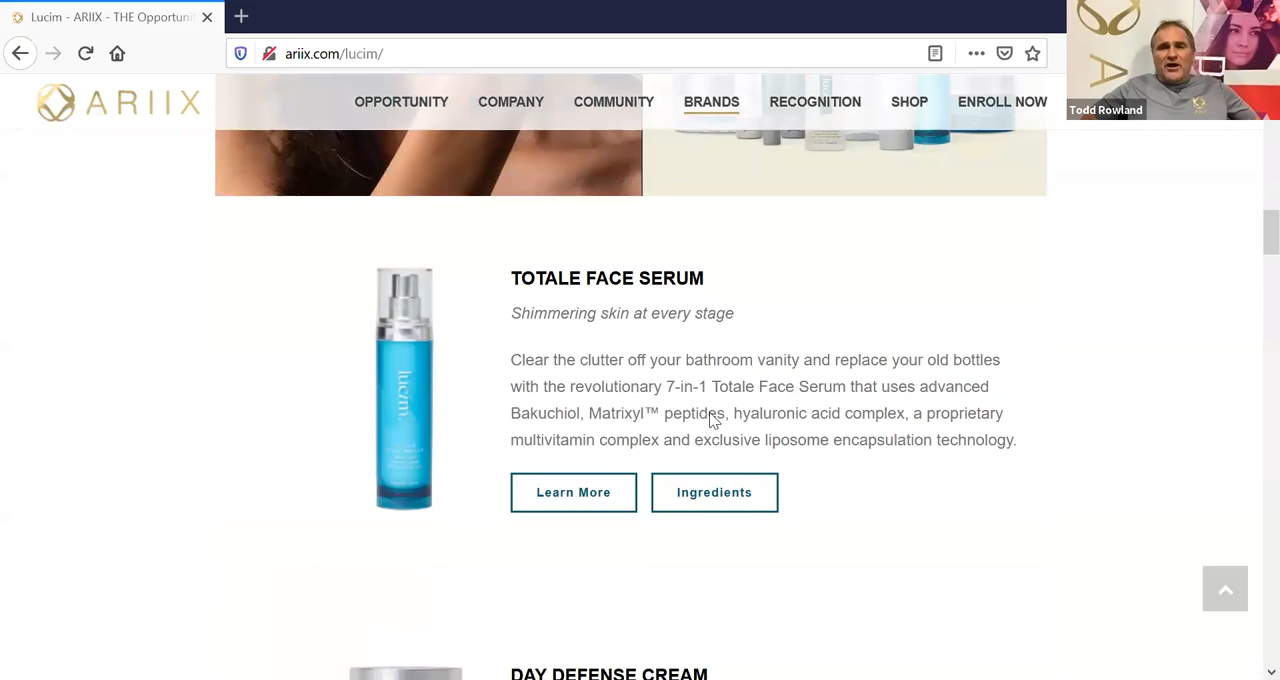 Lucim - ARIIX - THE Opportuni
ariix.com/lucim/
ARIIX
OPPORTUNITY COMPANY COMMUNITY BRANDS RECOGNITION SHOP ENROLL NOW
Todd Rowland
TOTALE FACE SERUM
Shimmering skin at every stage
Clear the clutter off your bathroom vanity and replace your old bottles
with the revolutionary 7-in-1 Totale Face Serum that uses advanced
Bakuchiol, Matrixyl™ peptides, hyaluronic acid complex, a proprietary
multivitamin complex and exclusive liposome encapsulation technology.
lucim
Learn More Ingredients
DAY DEFENSE CREAM